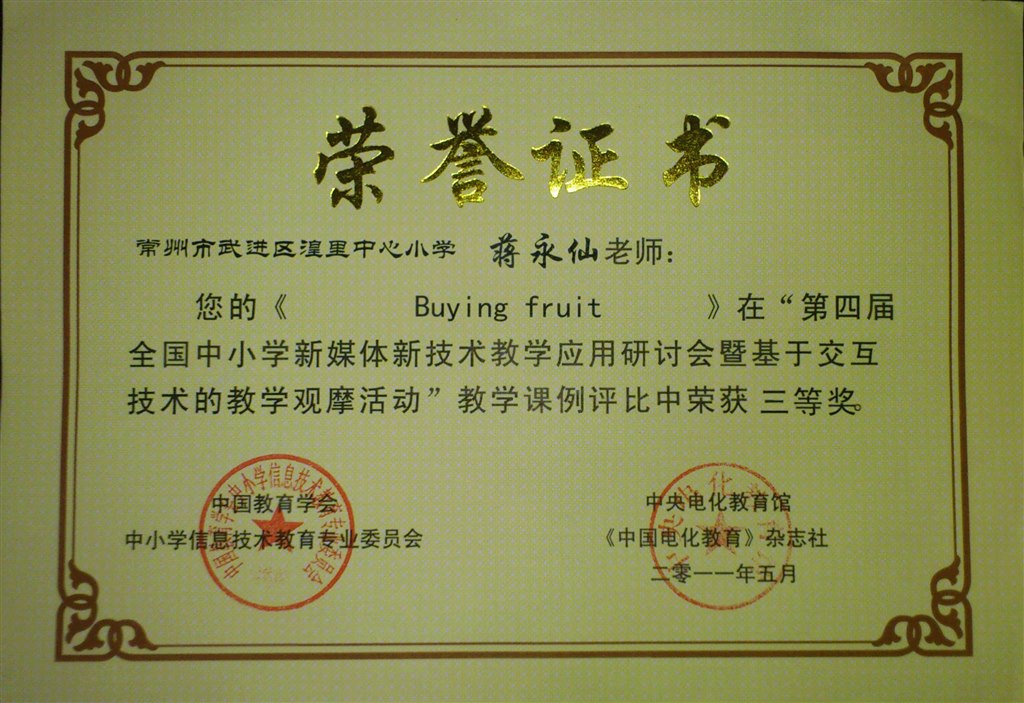 荣誉证书
常州市武进区湟里中心小学 蒋永仙老师：
您的《 Buying fruit 》在“第四届
全国中小学新媒体新技术教学应用研讨会暨基于交互
技术的教学观摩活动”教学课例评比中荣获 三等奖。
中国教育学会
中小学信息技术教育专业委员会
中央电化教育馆
《中国电化教育》杂志社
二零一一年五月